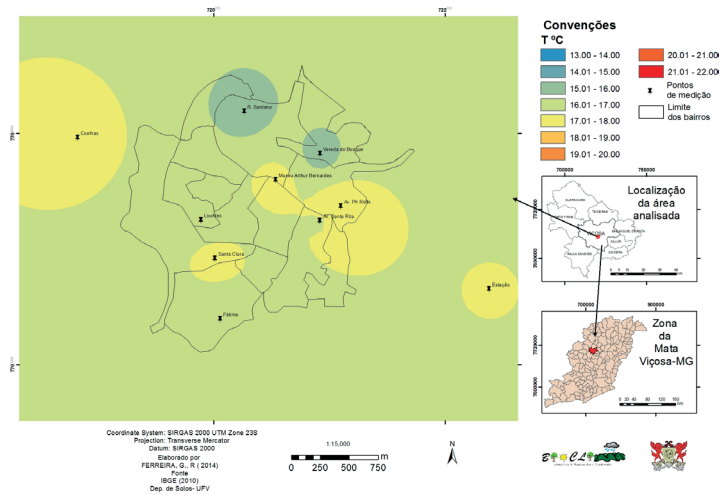 720
722
Convenções
T ºC
13.00 - 14.00
14.01 - 15.00
15.01 - 16.00
16.01 - 17.00
17.01 - 18.00
18.01 - 19.00
19.01 - 20.00
20.01 - 21.00
21.01 - 22.000
Pontos
de medição
Limite
dos bairros
R. Santana
Coelhas
Vereda do Bosque
Museu Arthur Bernardes
Av. Ph Rolfs
Av. Santa Rita
Lourdes
Santa Clara
Estação
Fátima
770
700000
760000
Localização
da área
analisada
TEIXEIRAS
VIÇOSA
CAJURI
700000
900000
Zona
da
Mata
Viçosa-MG
Coordinate System: SIRGAS 2000 UTM Zone 23S
Projection: Transverse Mercator
Datum: SIRGAS 2000
Elaborado por
FERREIRA, G., R ( 2014)
Fonte
IBGE (2010)
Dep. de Solos- UFV
1:15,000
0 250 500 750 m
N